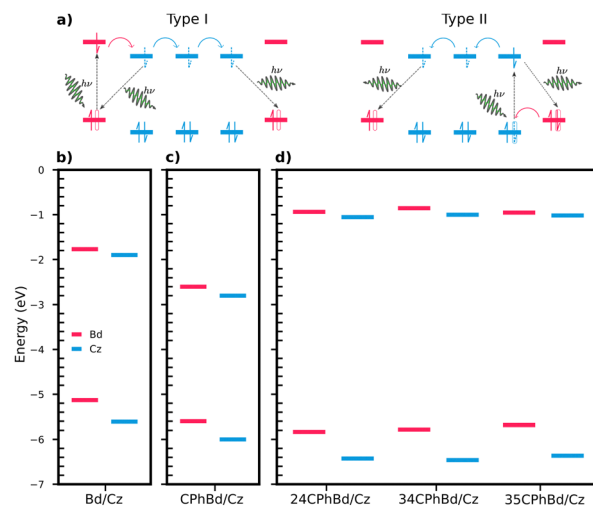 a)
Type I
Type II
hν
hν
hν
hν
hν
hν
b)
c)
d)
0
−1
−2
−3
−4
−5
−6
−7
Energy (eV)
Bd
Cz
Bd/Cz
CPhBd/Cz
24CPhBd/Cz
34CPhBd/Cz
35CPhBd/Cz